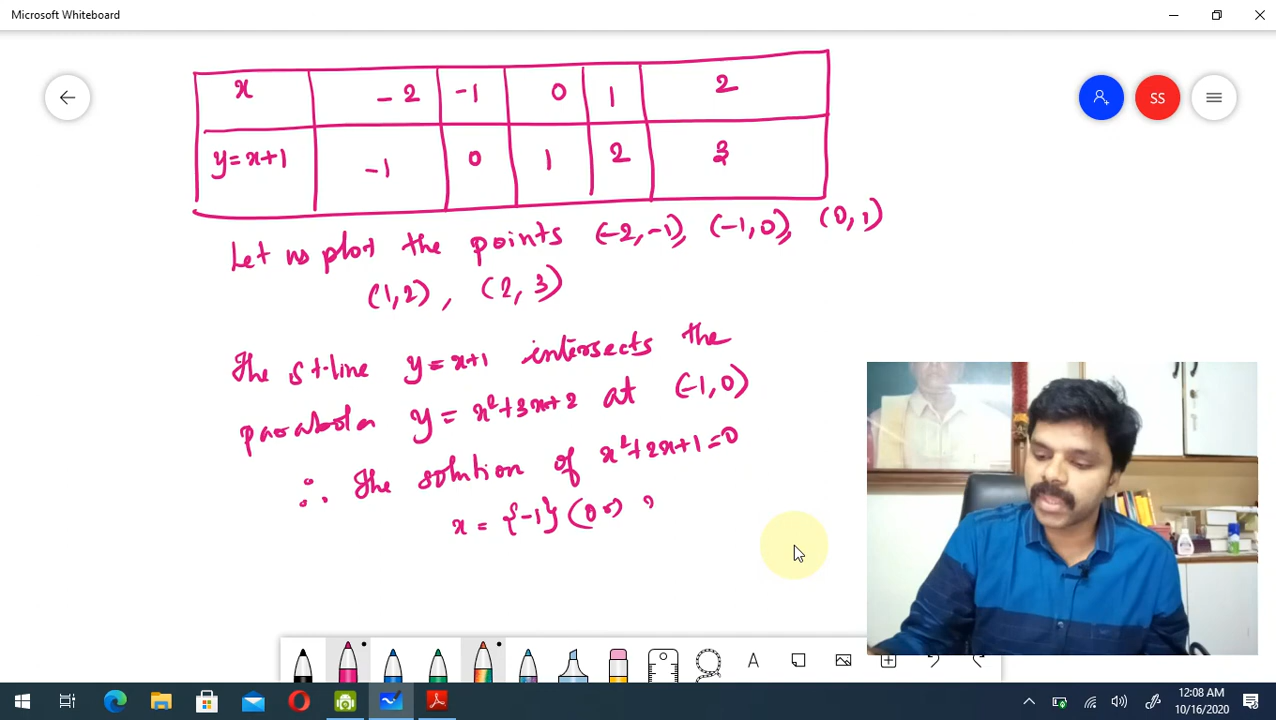 Microsoft Whiteboard
SS
x -2 -1 0 1 2
y=x+1 -1 0 1 2 3
Let us plot the points (-2,-1), (-1,0), (0,1)
(1,2), (2,3)
The st-line y=x+1 intersects the
parabola y=x²+3x+2 at (-1,0)
∴ The solution of x²+2x+1=0
x = {-1} (or)
A
12:08 AM
10/16/2020